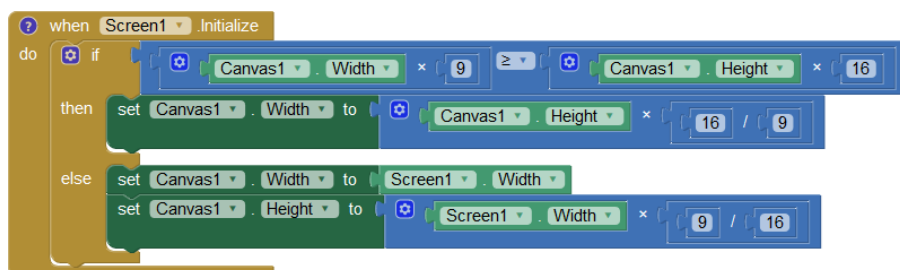 ? when Screen1 .Initialize
do if Canvas1 . Width × 9 ≥ Canvas1 . Height × 16
then set Canvas1 . Width to Canvas1 . Height × 16 / 9
else set Canvas1 . Width to Screen1 . Width
set Canvas1 . Height to Screen1 . Width × 9 / 16